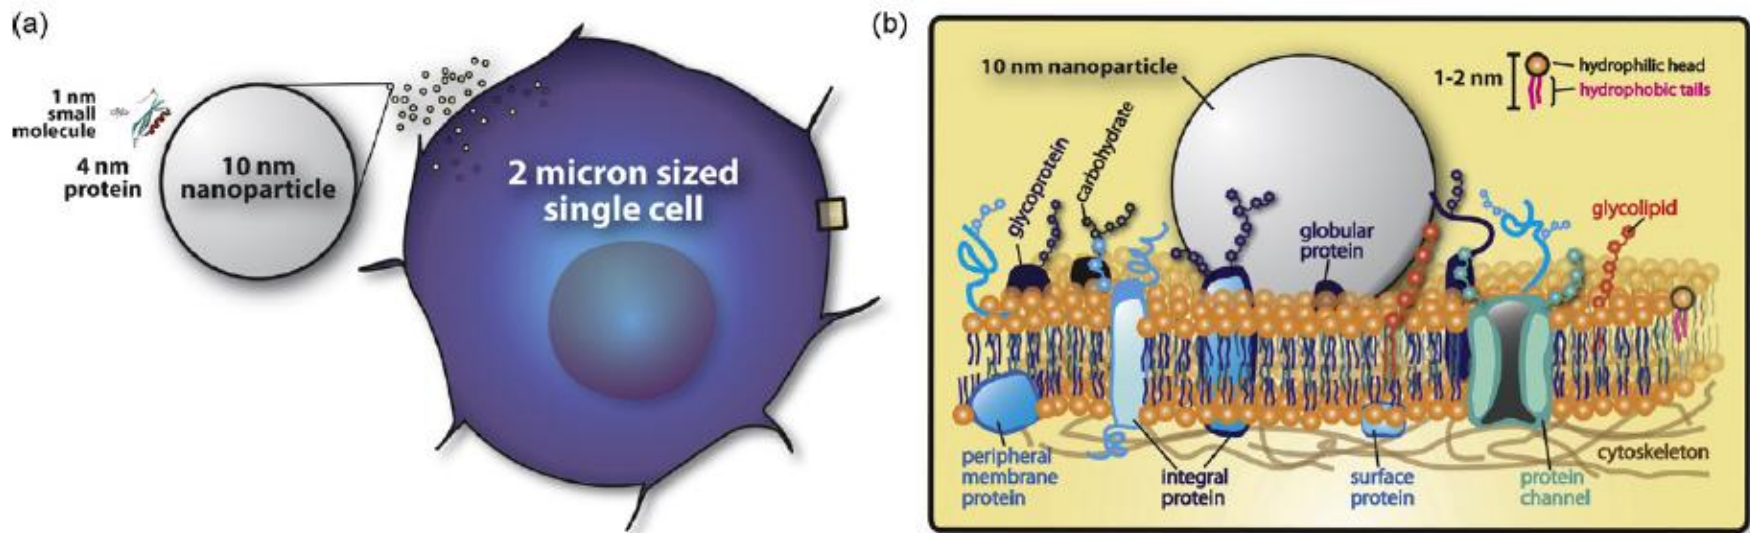 (a)
1 nm
small
molecule
4 nm
protein
10 nm
nanoparticle
2 micron sized
single cell
(b)
10 nm nanoparticle
1-2 nm
hydrophilic head
hydrophobic tails
glycoprotein
carbohydrate
globular
protein
glycolipid
peripheral
membrane
protein
integral
protein
surface
protein
protein
channel
cytoskeleton